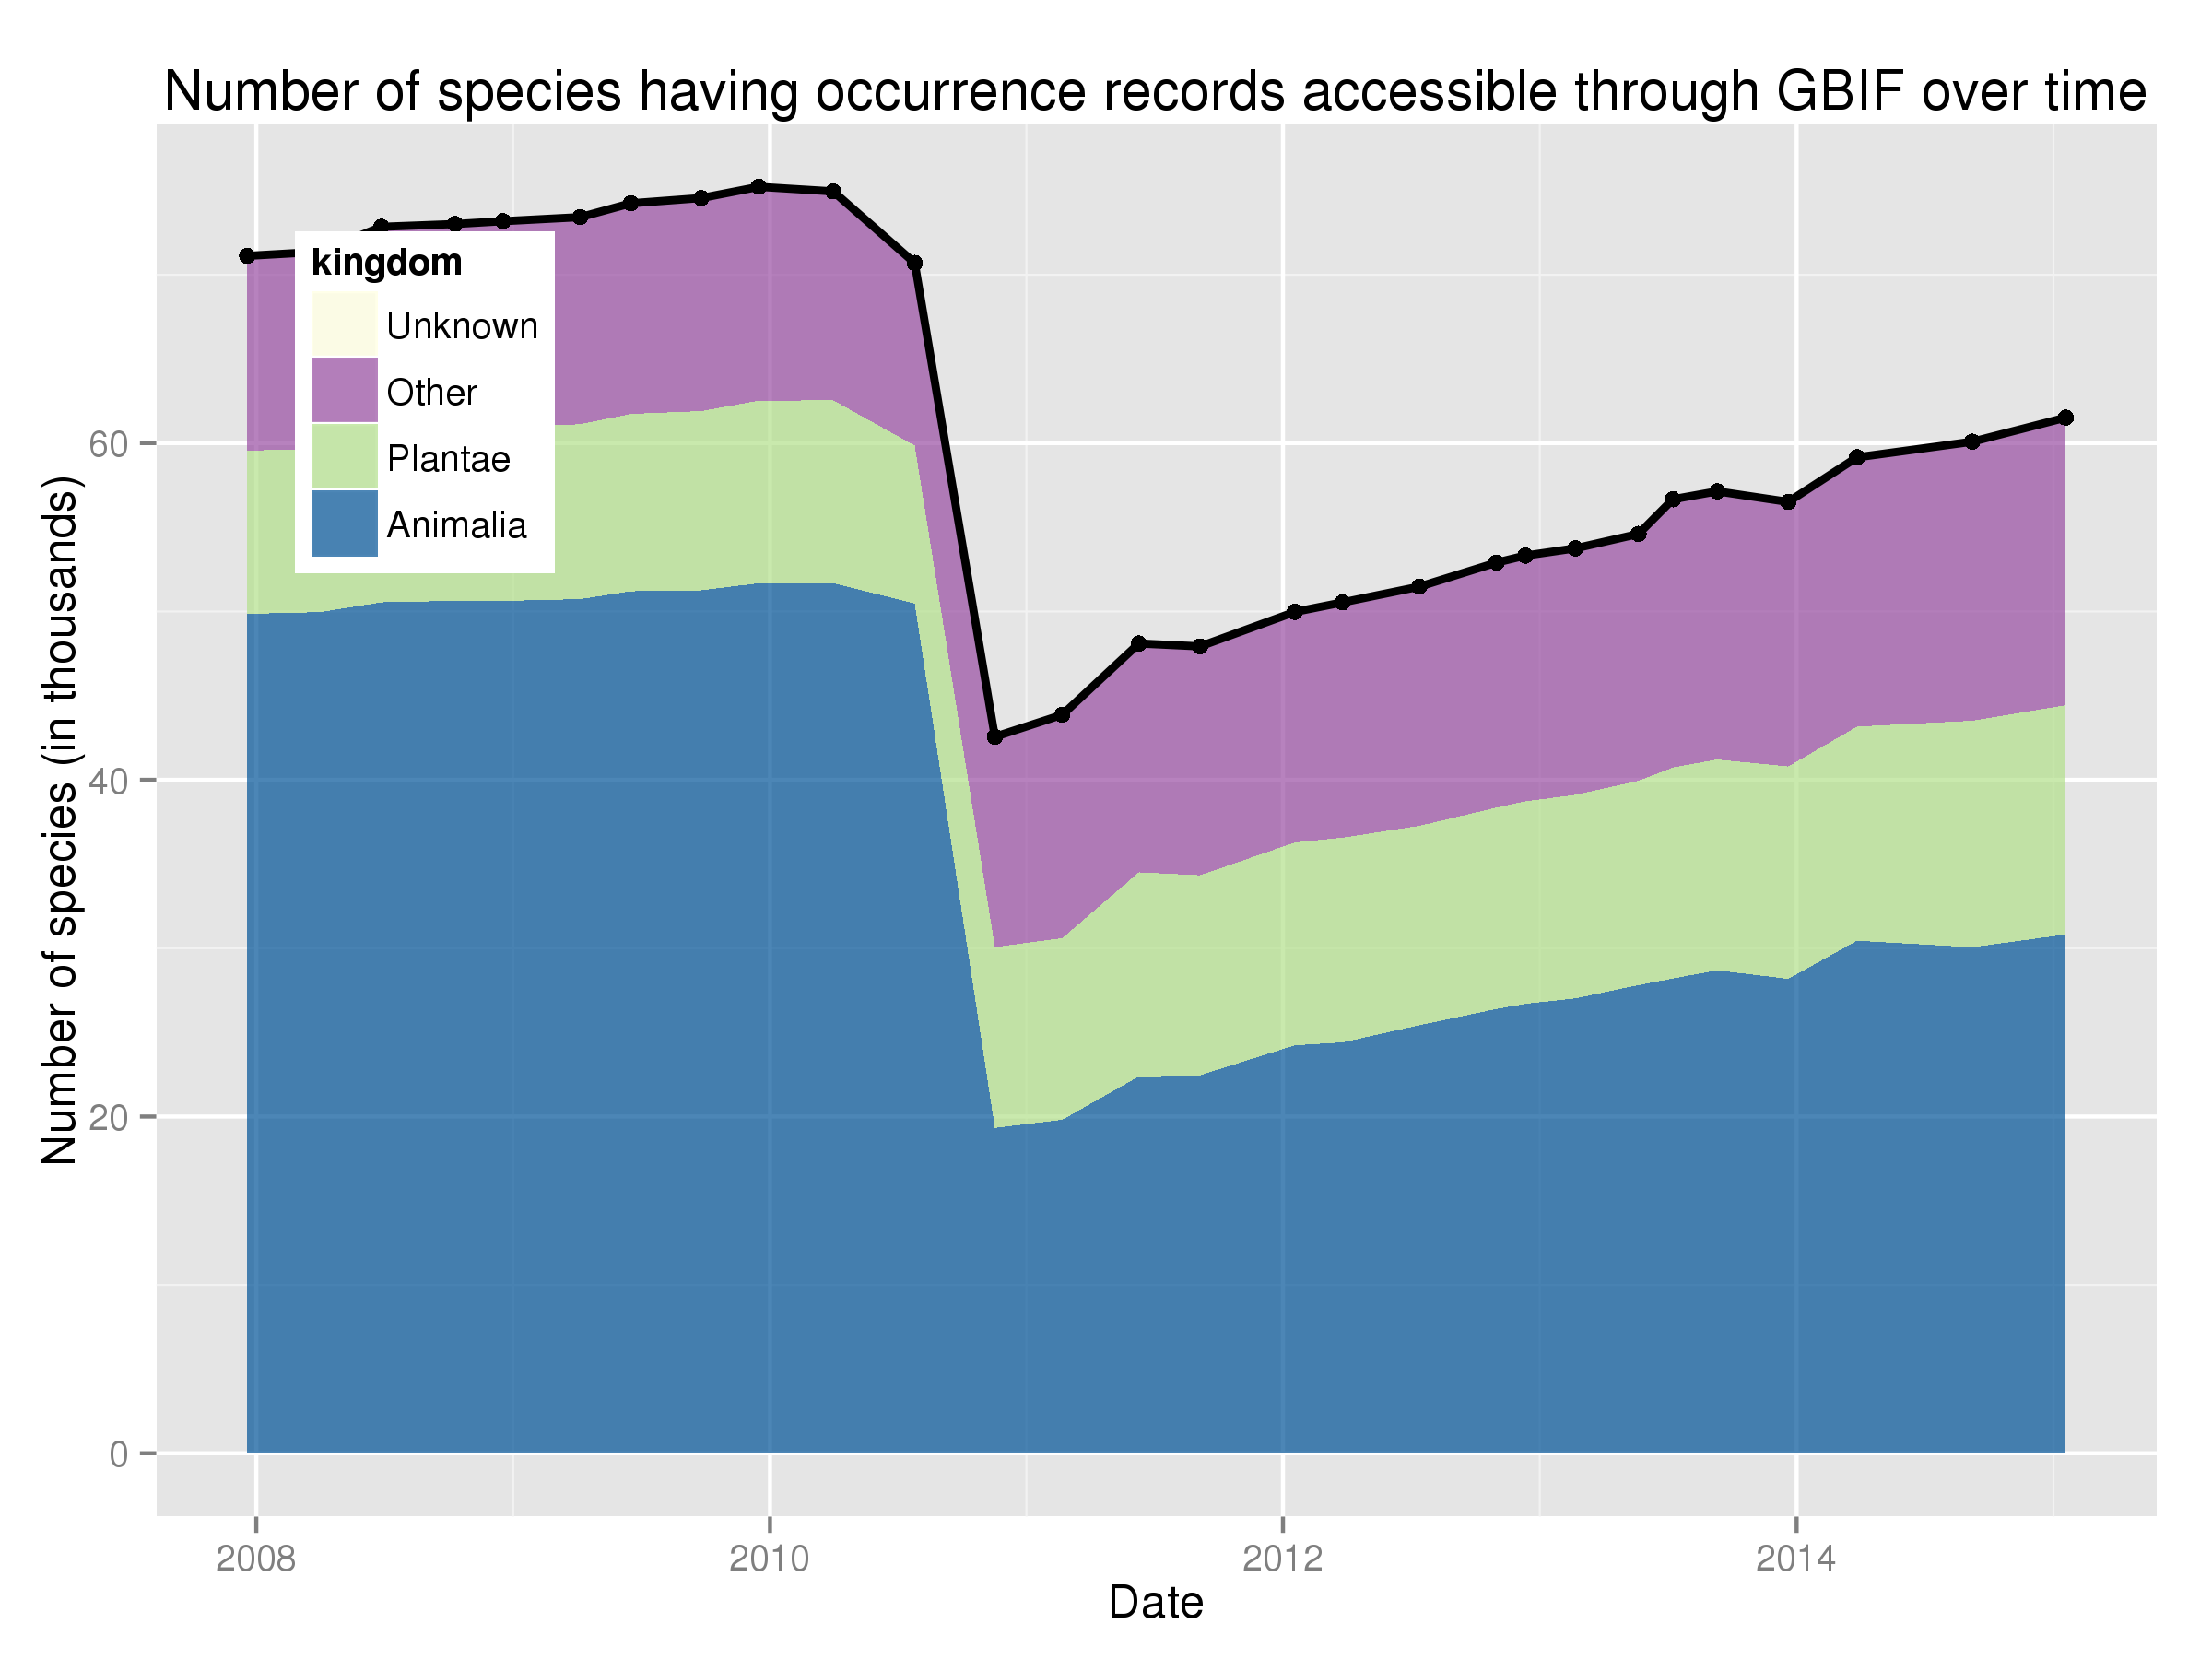 Number of species having occurrence records accessible through GBIF over time
kingdom
Unknown
Other
Plantae
Animalia
Number of species (in thousands)
60
40
20
0
2008
2010
2012
2014
Date